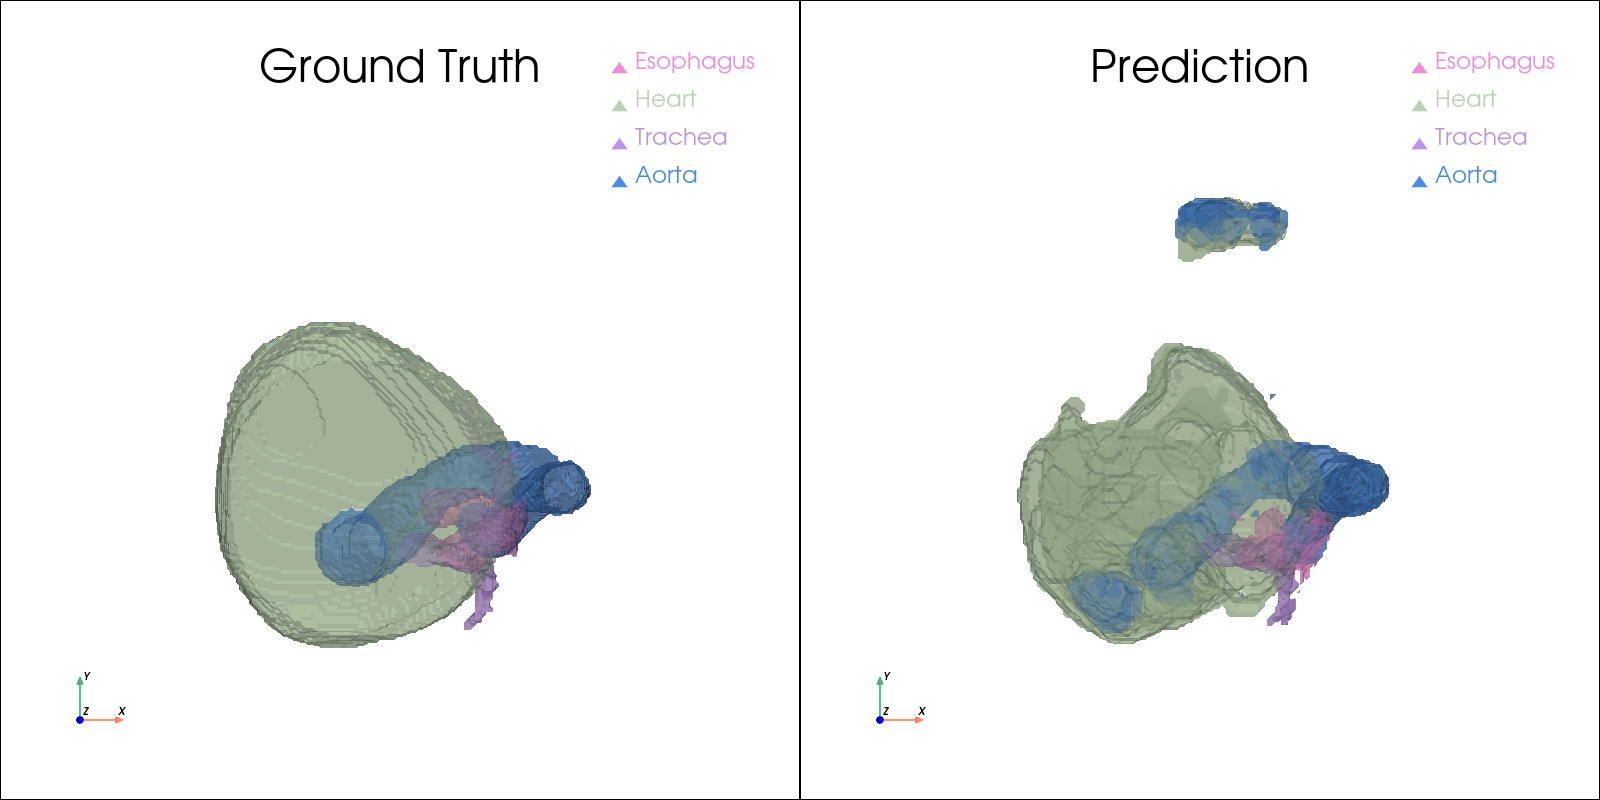 Ground Truth
Esophagus
Heart
Trachea
Aorta
Y
Z X
Prediction
Esophagus
Heart
Trachea
Aorta
Y
Z X